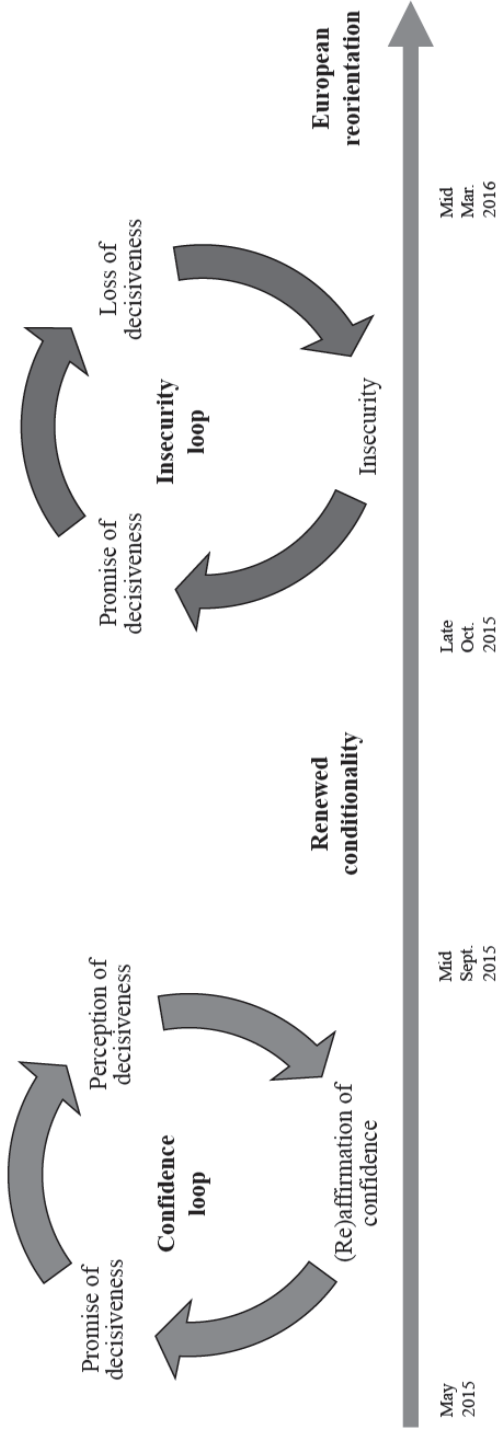 Promise of
decisiveness
Perception of
decisiveness
Confidence
loop
(Re)affirmation of
confidence
Renewed
conditionality
Promise of
decisiveness
Loss of
decisiveness
Insecurity
loop
Insecurity
European
reorientation
May
2015
Mid
Sept.
2015
Late
Oct.
2015
Mid
Mar.
2016